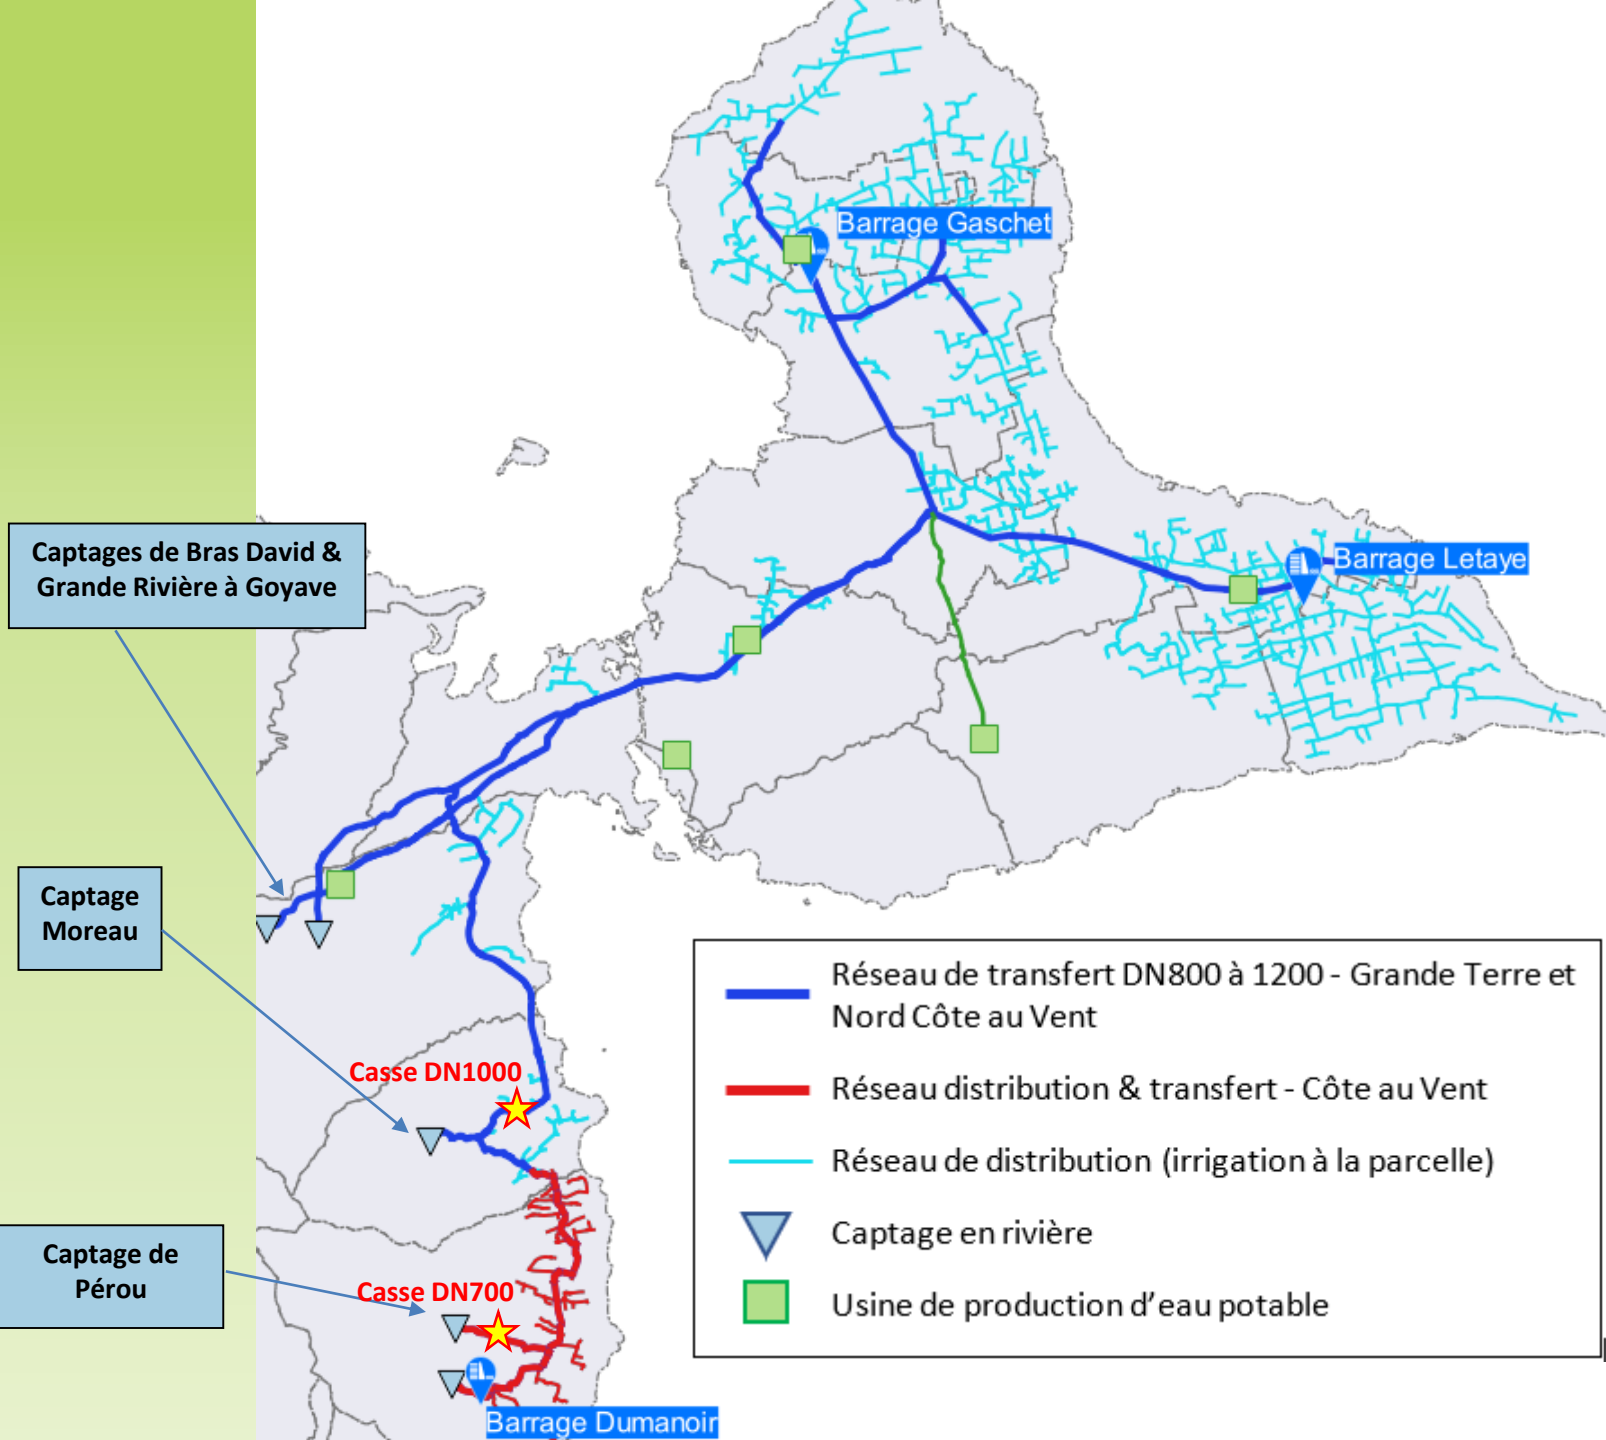 Barrage Gaschet
Captages de Bras David &
Grande Rivière à Goyave
Barrage Letaye
Captage
Moreau
Casse DN1000
Captage de
Pérou
Casse DN700
Barrage Dumanoir
Réseau de transfert DN800 à 1200 - Grande Terre et
Nord Côte au Vent
Réseau distribution & transfert - Côte au Vent
Réseau de distribution (irrigation à la parcelle)
Captage en rivière
Usine de production d'eau potable